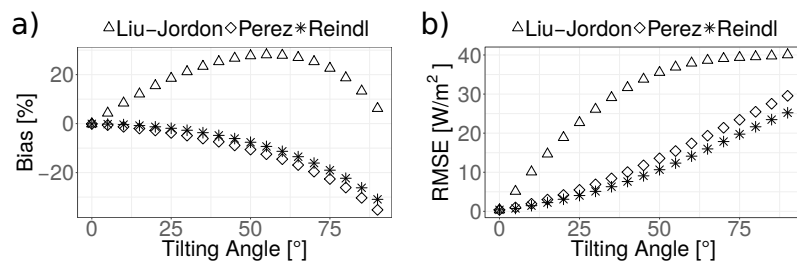 a)
△Liu−Jordon ◇Perez ✳Reindl
20
0
−20
Bias [%]
0 25 50 75
Tilting Angle [°]
b)
△Liu−Jordon ◇Perez ✳Reindl
40
30
20
10
0
RMSE [W/m²]
0 25 50 75
Tilting Angle [°]